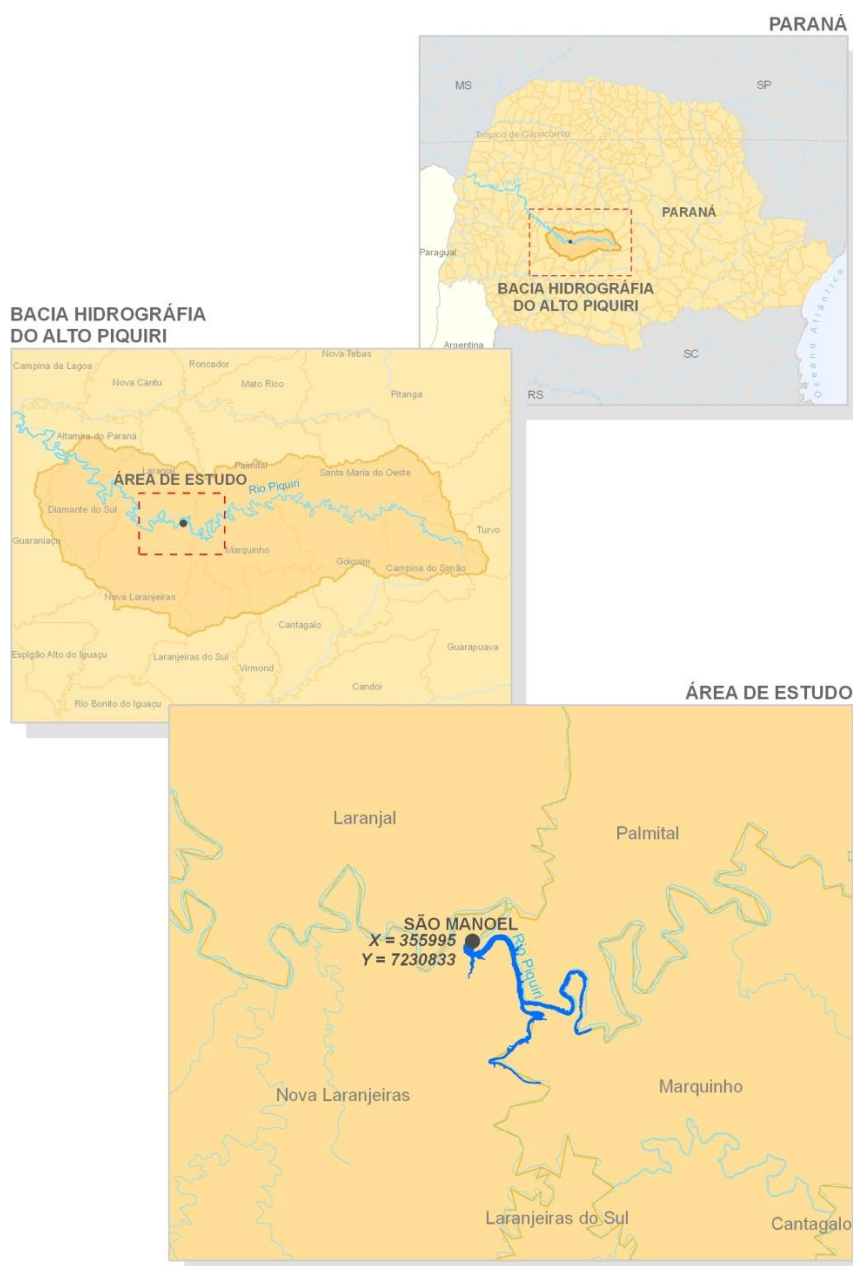 PARANÁ
MS
SP
Trópico de Capricórnio
PARANÁ
Paraguai
BACIA HIDROGRÁFIA
DO ALTO PIQUIRI
Argentina
SC
RS
Oceano Atlântico
BACIA HIDROGRÁFIA
DO ALTO PIQUIRI
Campina da Lagoa
Roncador
Nova Tebas
Nova Cantu
Mato Rico
Pitanga
Altamira do Paraná
Laranjal
Palmital
Santa Maria do Oeste
ÁREA DE ESTUDO
Rio Piquiri
Diamante do Sul
Turvo
Guaraniaçu
Marquinho
Goioxim
Campina do Simão
Nova Laranjeiras
Cantagalo
Guarapuava
Espigão Alto do Iguaçu
Laranjeiras do Sul
Virmond
Candói
Rio Bonito do Iguaçu
ÁREA DE ESTUDO
Laranjal
Palmital
SÃO MANOEL
X = 355995
Y = 7230833
Rio Piquiri
Nova Laranjeiras
Marquinho
Laranjeiras do Sul
Cantagalo